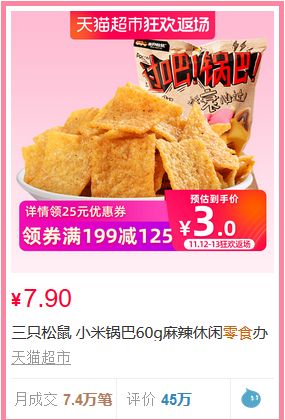 天猫超市狂欢返场
锅巴!锅巴!
详情领25元优惠券
领券满199减125
预估到手价
¥3.0
11.12-13狂欢返场
¥7.90
三只松鼠 小米锅巴60g麻辣休闲零食办
天猫超市
月成交 7.4万笔
评价 45万